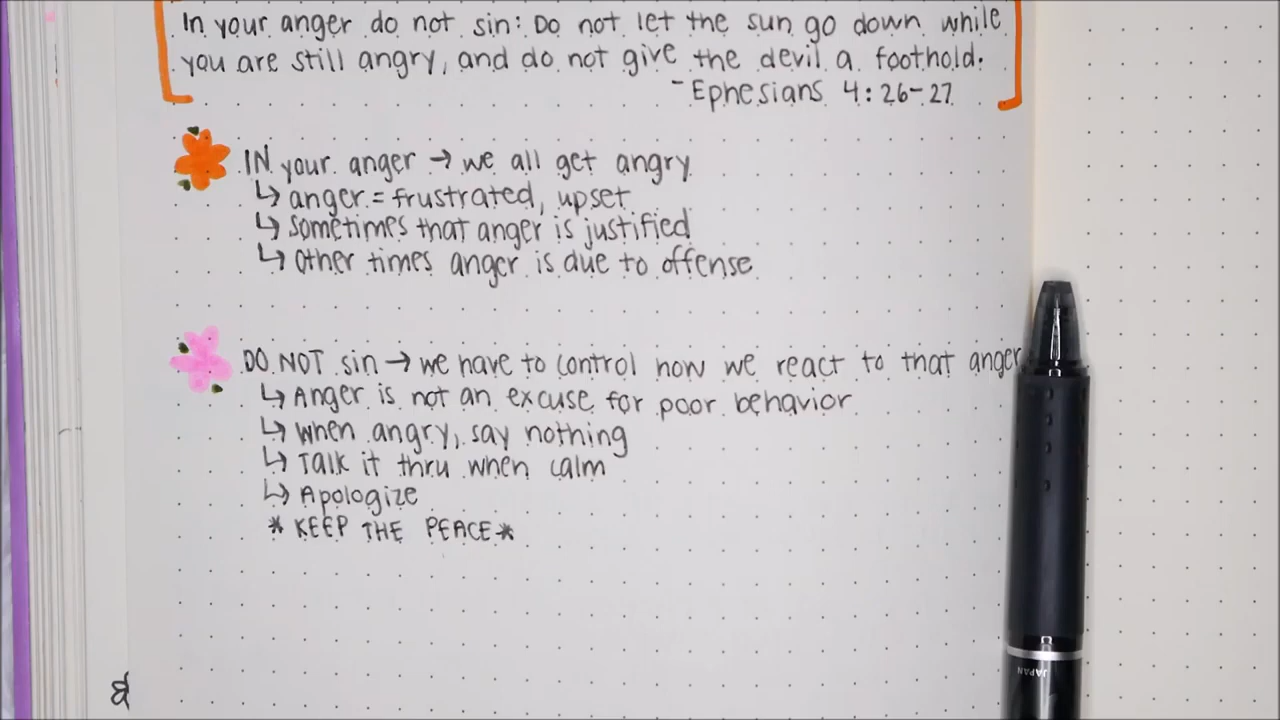 In your anger do not sin: Do not let the sun go down while
you are still angry, and do not give the devil a foothold.
- Ephesians 4:26-27
IN your anger → we all get angry
↳ anger = frustrated, upset
↳ sometimes that anger is justified
↳ other times anger is due to offense
DO NOT sin → we have to control how we react to that anger
↳ Anger is not an excuse for poor behavior
↳ when angry, say nothing
↳ Talk it thru when calm
↳ Apologize
* KEEP THE PEACE *
JAPAN